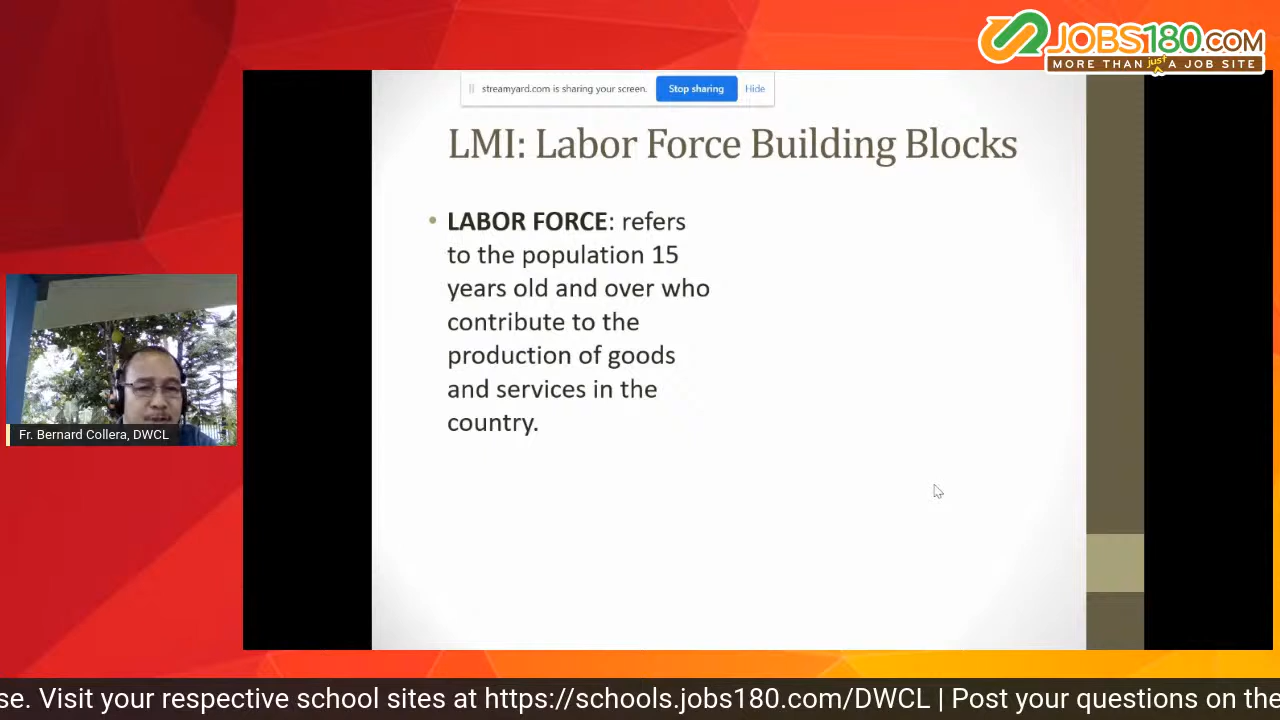 JOBS180.COM
MORE THAN just A JOB SITE
streamyard.com is sharing your screen.
Stop sharing
Hide
LMI: Labor Force Building Blocks
• LABOR FORCE: refers
to the population 15
years old and over who
contribute to the
production of goods
and services in the
country.
Fr. Bernard Collera, DWCL
se. Visit your respective school sites at https://schools.jobs180.com/DWCL | Post your questions on the